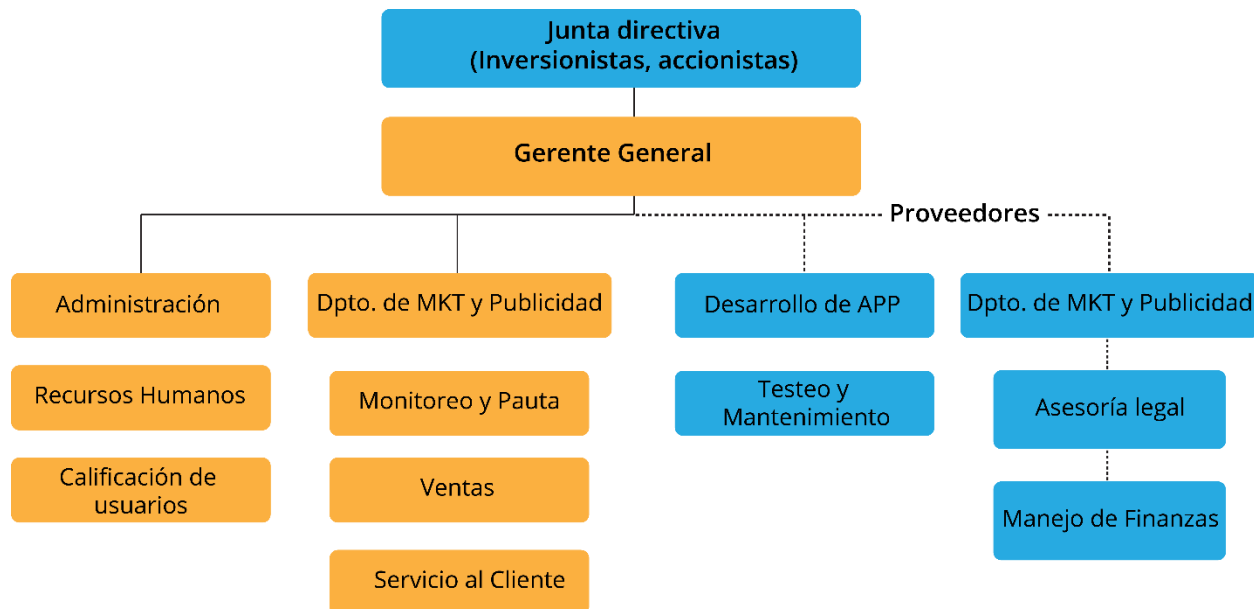 Junta directiva
(Inversionistas, accionistas)
Gerente General
Proveedores
Administración
Dpto. de MKT y Publicidad
Desarrollo de APP
Dpto. de MKT y Publicidad
Recursos Humanos
Monitoreo y Pauta
Testeo y
Mantenimiento
Asesoría legal
Calificación de
usuarios
Ventas
Manejo de Finanzas
Servicio al Cliente